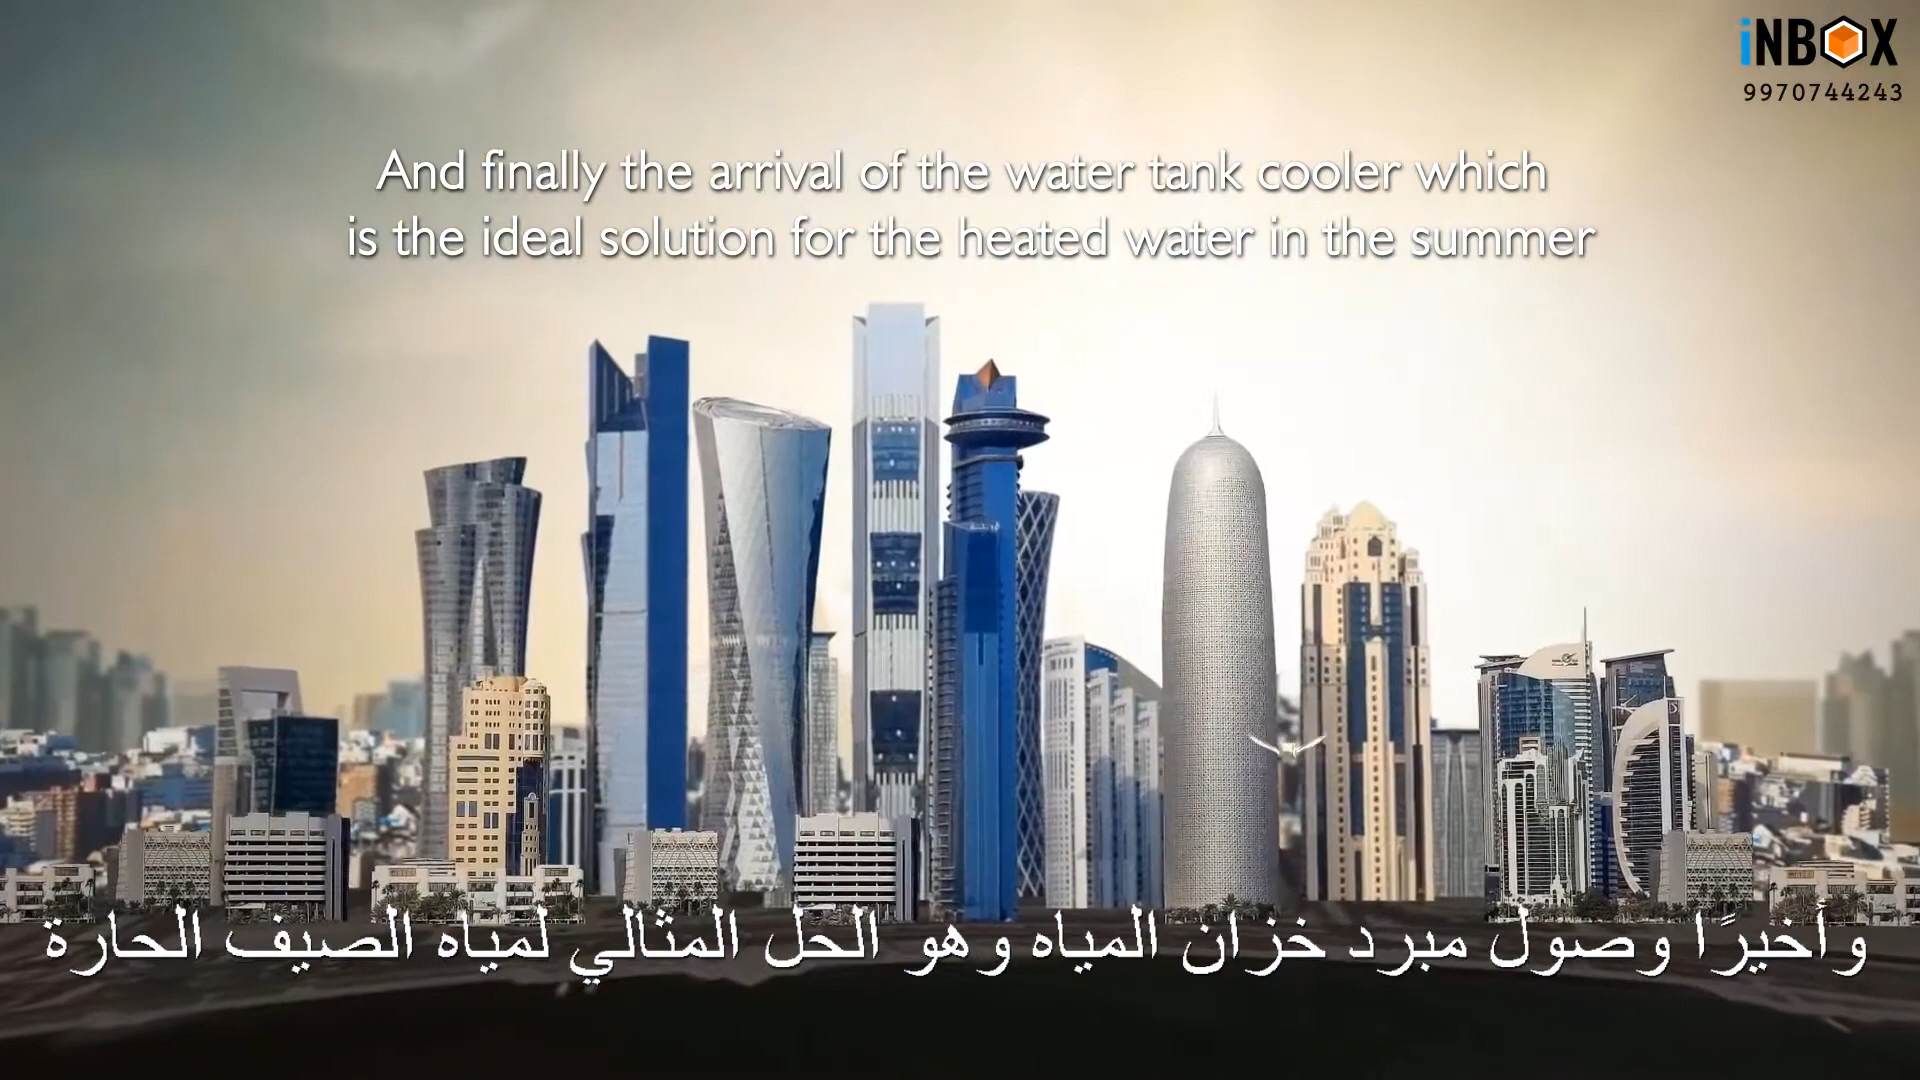 iNBOX
9970744243
And finally the arrival of the water tank cooler which
is the ideal solution for the heated water in the summer
وأخيرًا وصول مبرد خزان المياه وهو الحل المثالي لمياه الصيف الحارة